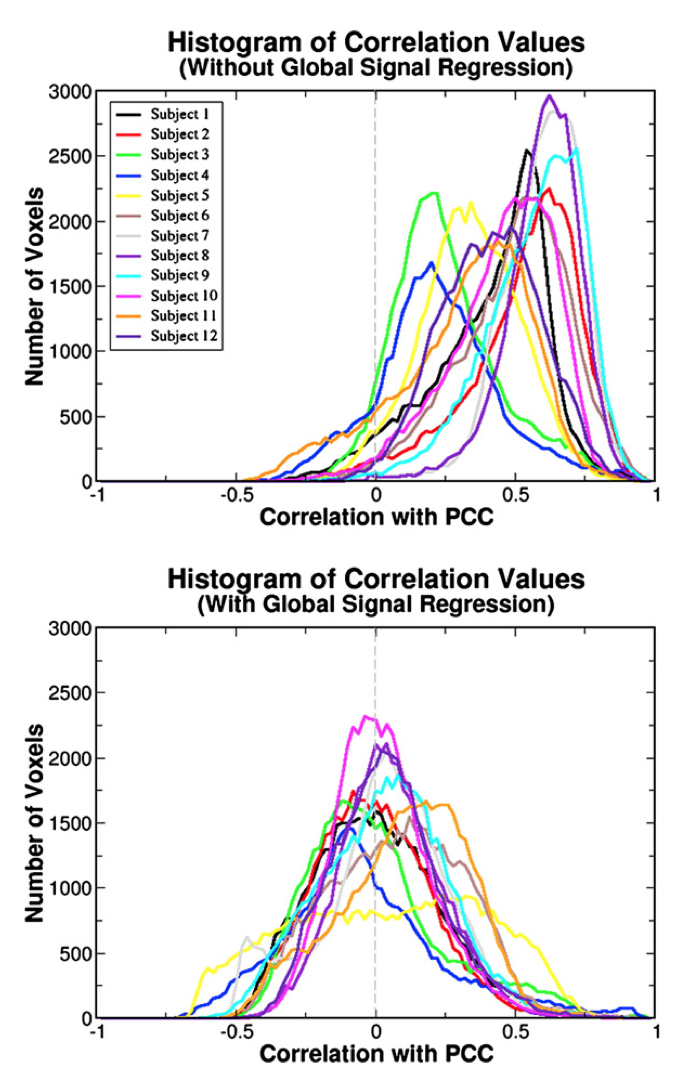 Histogram of Correlation Values
(Without Global Signal Regression)
3000
2500
2000
1500
1000
500
0
Number of Voxels
Subject 1
Subject 2
Subject 3
Subject 4
Subject 5
Subject 6
Subject 7
Subject 8
Subject 9
Subject 10
Subject 11
Subject 12
-1
-0.5
0
0.5
1
Correlation with PCC
Histogram of Correlation Values
(With Global Signal Regression)
3000
2500
2000
1500
1000
500
0
Number of Voxels
-1
-0.5
0
0.5
1
Correlation with PCC